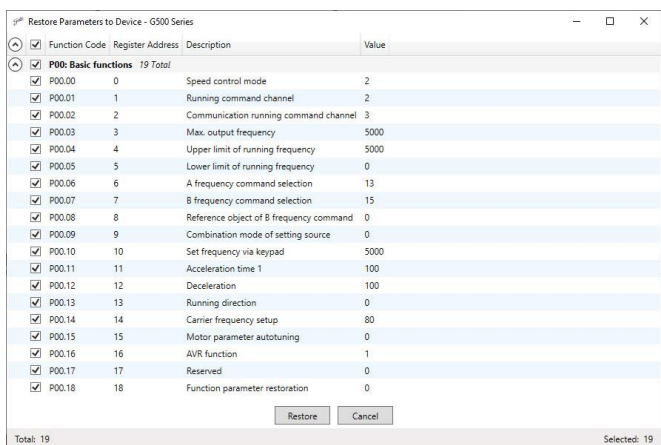 Restore Parameters to Device - G500 Series
Function Code Register Address Description Value
P00: Basic functions 19 Total
P00.00 0 Speed control mode 2
P00.01 1 Running command channel 2
P00.02 2 Communication running command channel 3
P00.03 3 Max. output frequency 5000
P00.04 4 Upper limit of running frequency 5000
P00.05 5 Lower limit of running frequency 0
P00.06 6 A frequency command selection 13
P00.07 7 B frequency command selection 15
P00.08 8 Reference object of B frequency command 0
P00.09 9 Combination mode of setting source 0
P00.10 10 Set frequency via keypad 5000
P00.11 11 Acceleration time 1 100
P00.12 12 Deceleration 100
P00.13 13 Running direction 0
P00.14 14 Carrier frequency setup 80
P00.15 15 Motor parameter autotuning 0
P00.16 16 AVR function 1
P00.17 17 Reserved 0
P00.18 18 Function parameter restoration 0
Restore Cancel
Total: 19 Selected: 19